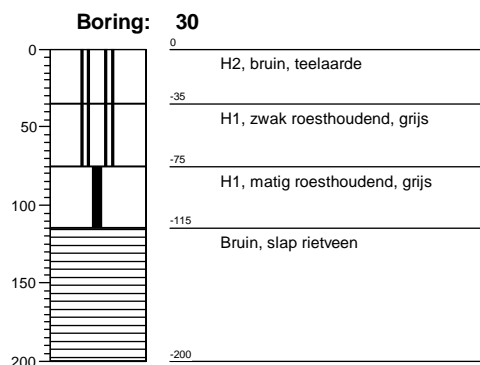 Boring: 30
0
0
H2, bruin, teelaarde
-35
H1, zwak roesthoudend, grijs
50
-75
H1, matig roesthoudend, grijs
100
-115
Bruin, slap rietveen
150
200
-200